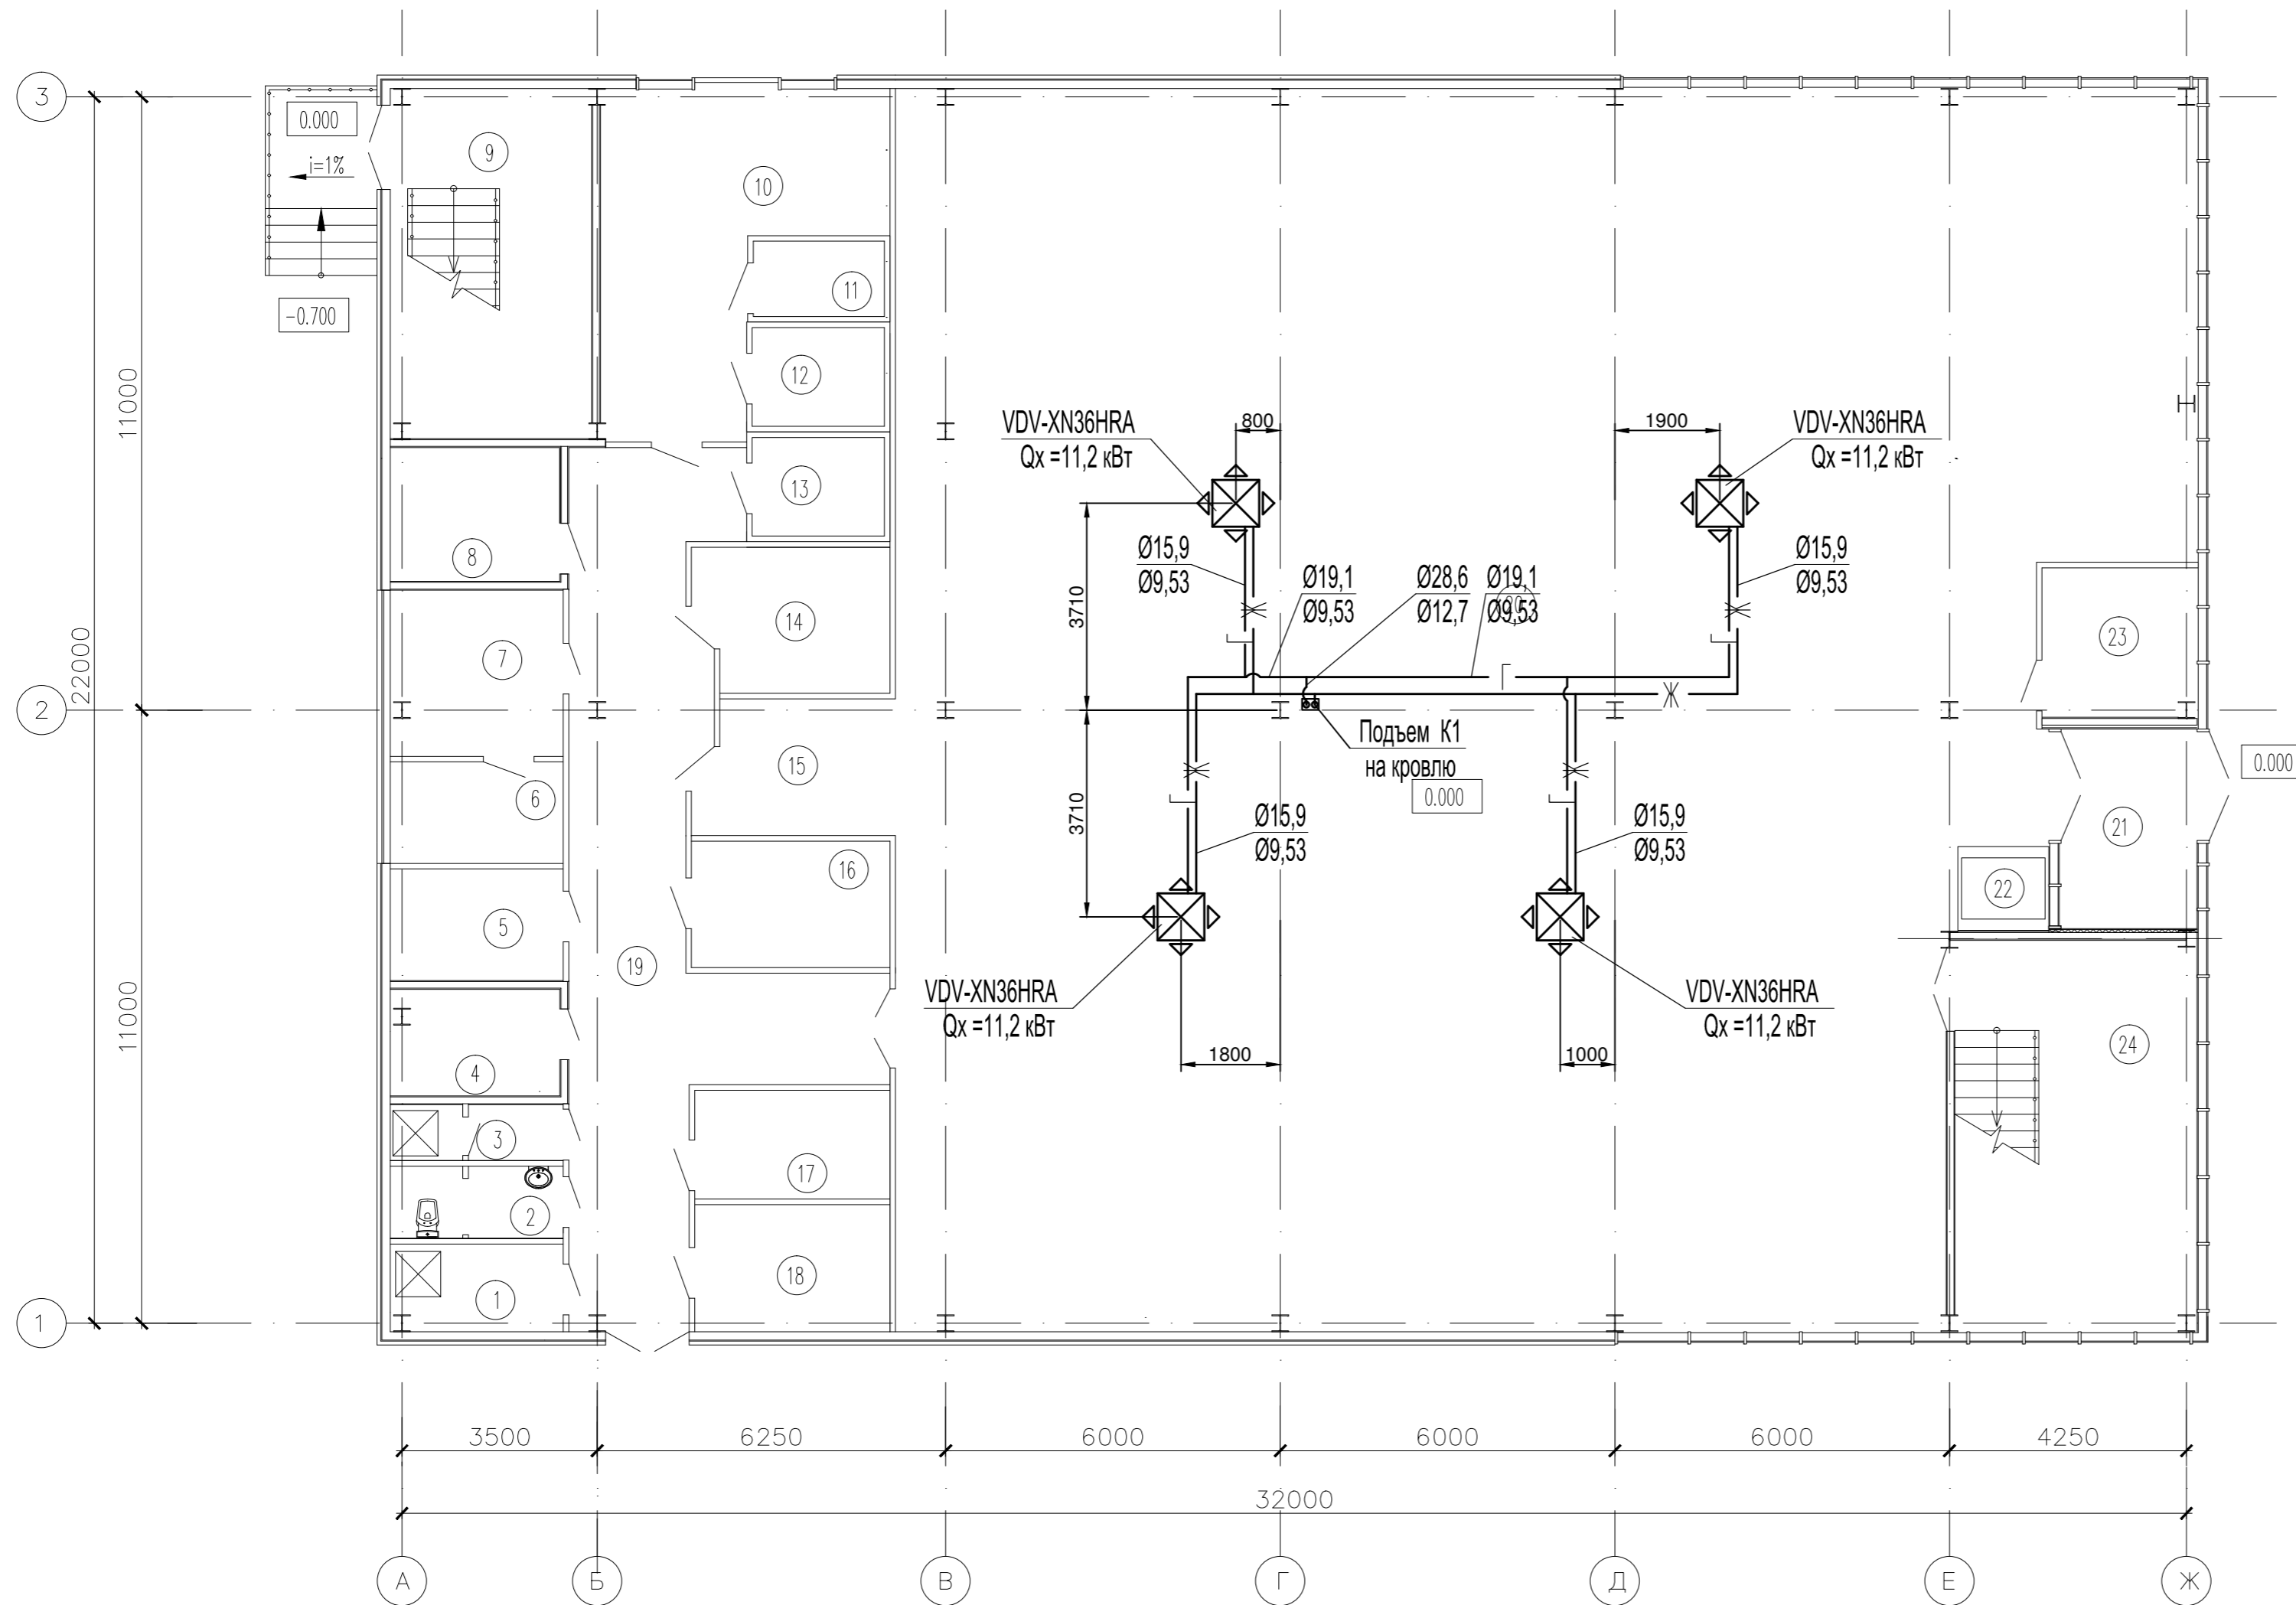 3
0.000
i=1%
9
10
-0.700
11
12
11000
VDV-XN36HRA
Qx =11,2 кВт
800
1900
VDV-XN36HRA
Qx =11,2 кВт
13
8
Ø15,9
Ø9,53
Ø19,1
Ø9,53
Ø28,6
Ø12,7
Ø19,1
Ø9,53
20
Ø15,9
Ø9,53
3710
14
23
7
22000
2
Подъем К1
на кровлю
0.000
0.000
15
6
3710
Ø15,9
Ø9,53
Ø15,9
Ø9,53
21
16
22
5
19
11000
VDV-XN36HRA
Qx =11,2 кВт
VDV-XN36HRA
Qx =11,2 кВт
1800
1000
24
4
3
17
2
18
1
1
3500
6250
6000
6000
6000
4250
32000
А
Б
В
Г
Д
Е
Ж